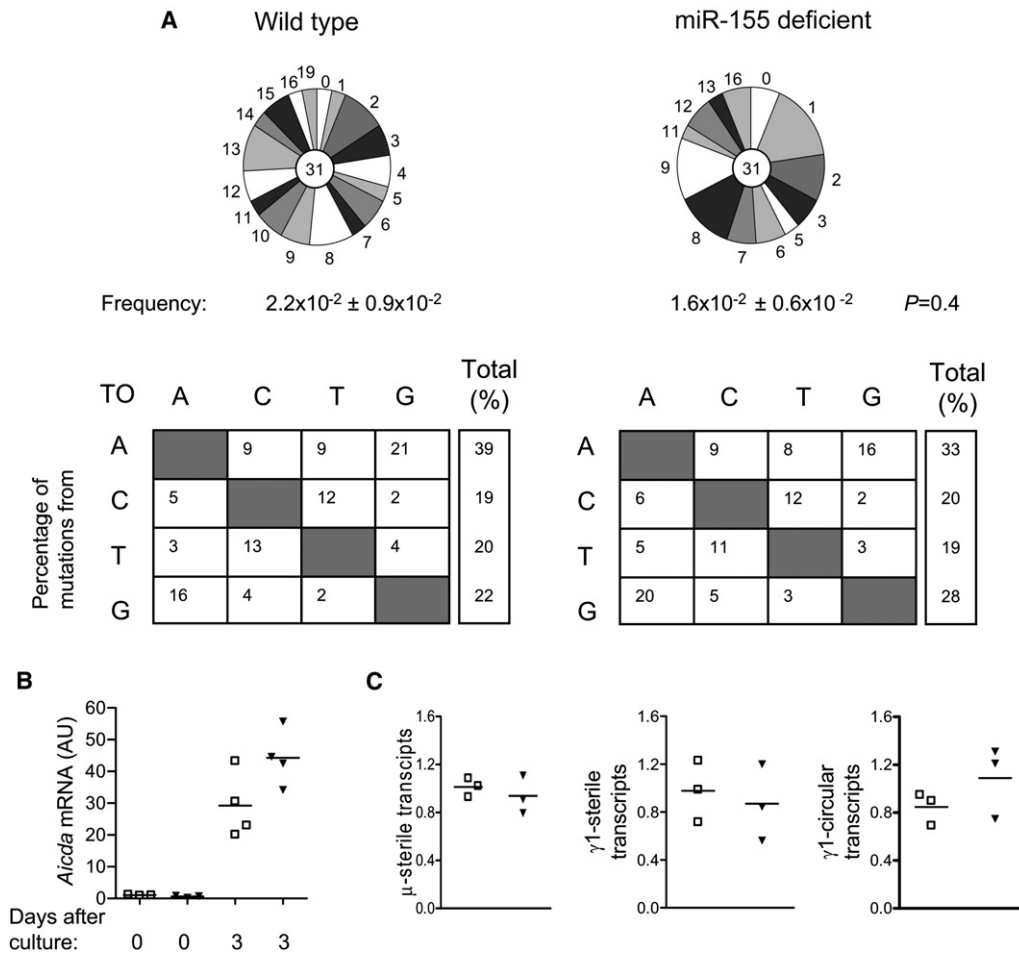 A
Wild type
miR-155 deficient
0
1
2
3
4
5
6
7
8
9
10
11
12
13
14
15
16
19
31
0
1
2
3
5
6
7
8
9
11
12
13
16
31
Frequency: 2.2x10-2 ± 0.9x10-2 1.6x10-2 ± 0.6x10 -2 P=0.4
TO A C T G Total (%)
Percentage of mutations from
A 9 9 21 39
C 5 12 2 19
T 3 13 4 20
G 16 4 2 22
A C T G Total (%)
A 9 8 16 33
C 6 12 2 20
T 5 11 3 19
G 20 5 3 28
B
Aicda mRNA (AU)
60
50
40
30
20
10
0
Days after culture: 0 0 3 3
C
μ-sterile transcipts
1.6
1.2
0.8
0.4
0.0
γ1-sterile transcripts
1.6
1.2
0.8
0.4
0.0
γ1-circular transcripts
1.6
1.2
0.8
0.4
0.0